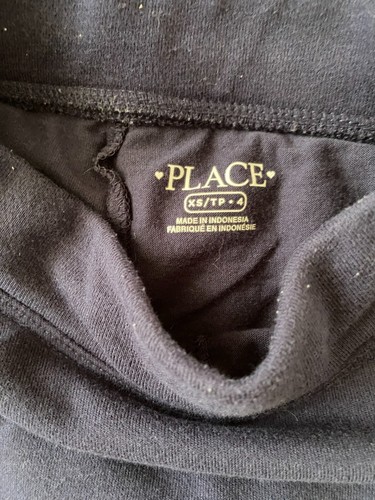 ♥PLACE♥
XS/TP • 4
MADE IN INDONESIA
FABRIQUÉ EN INDONÉSIE